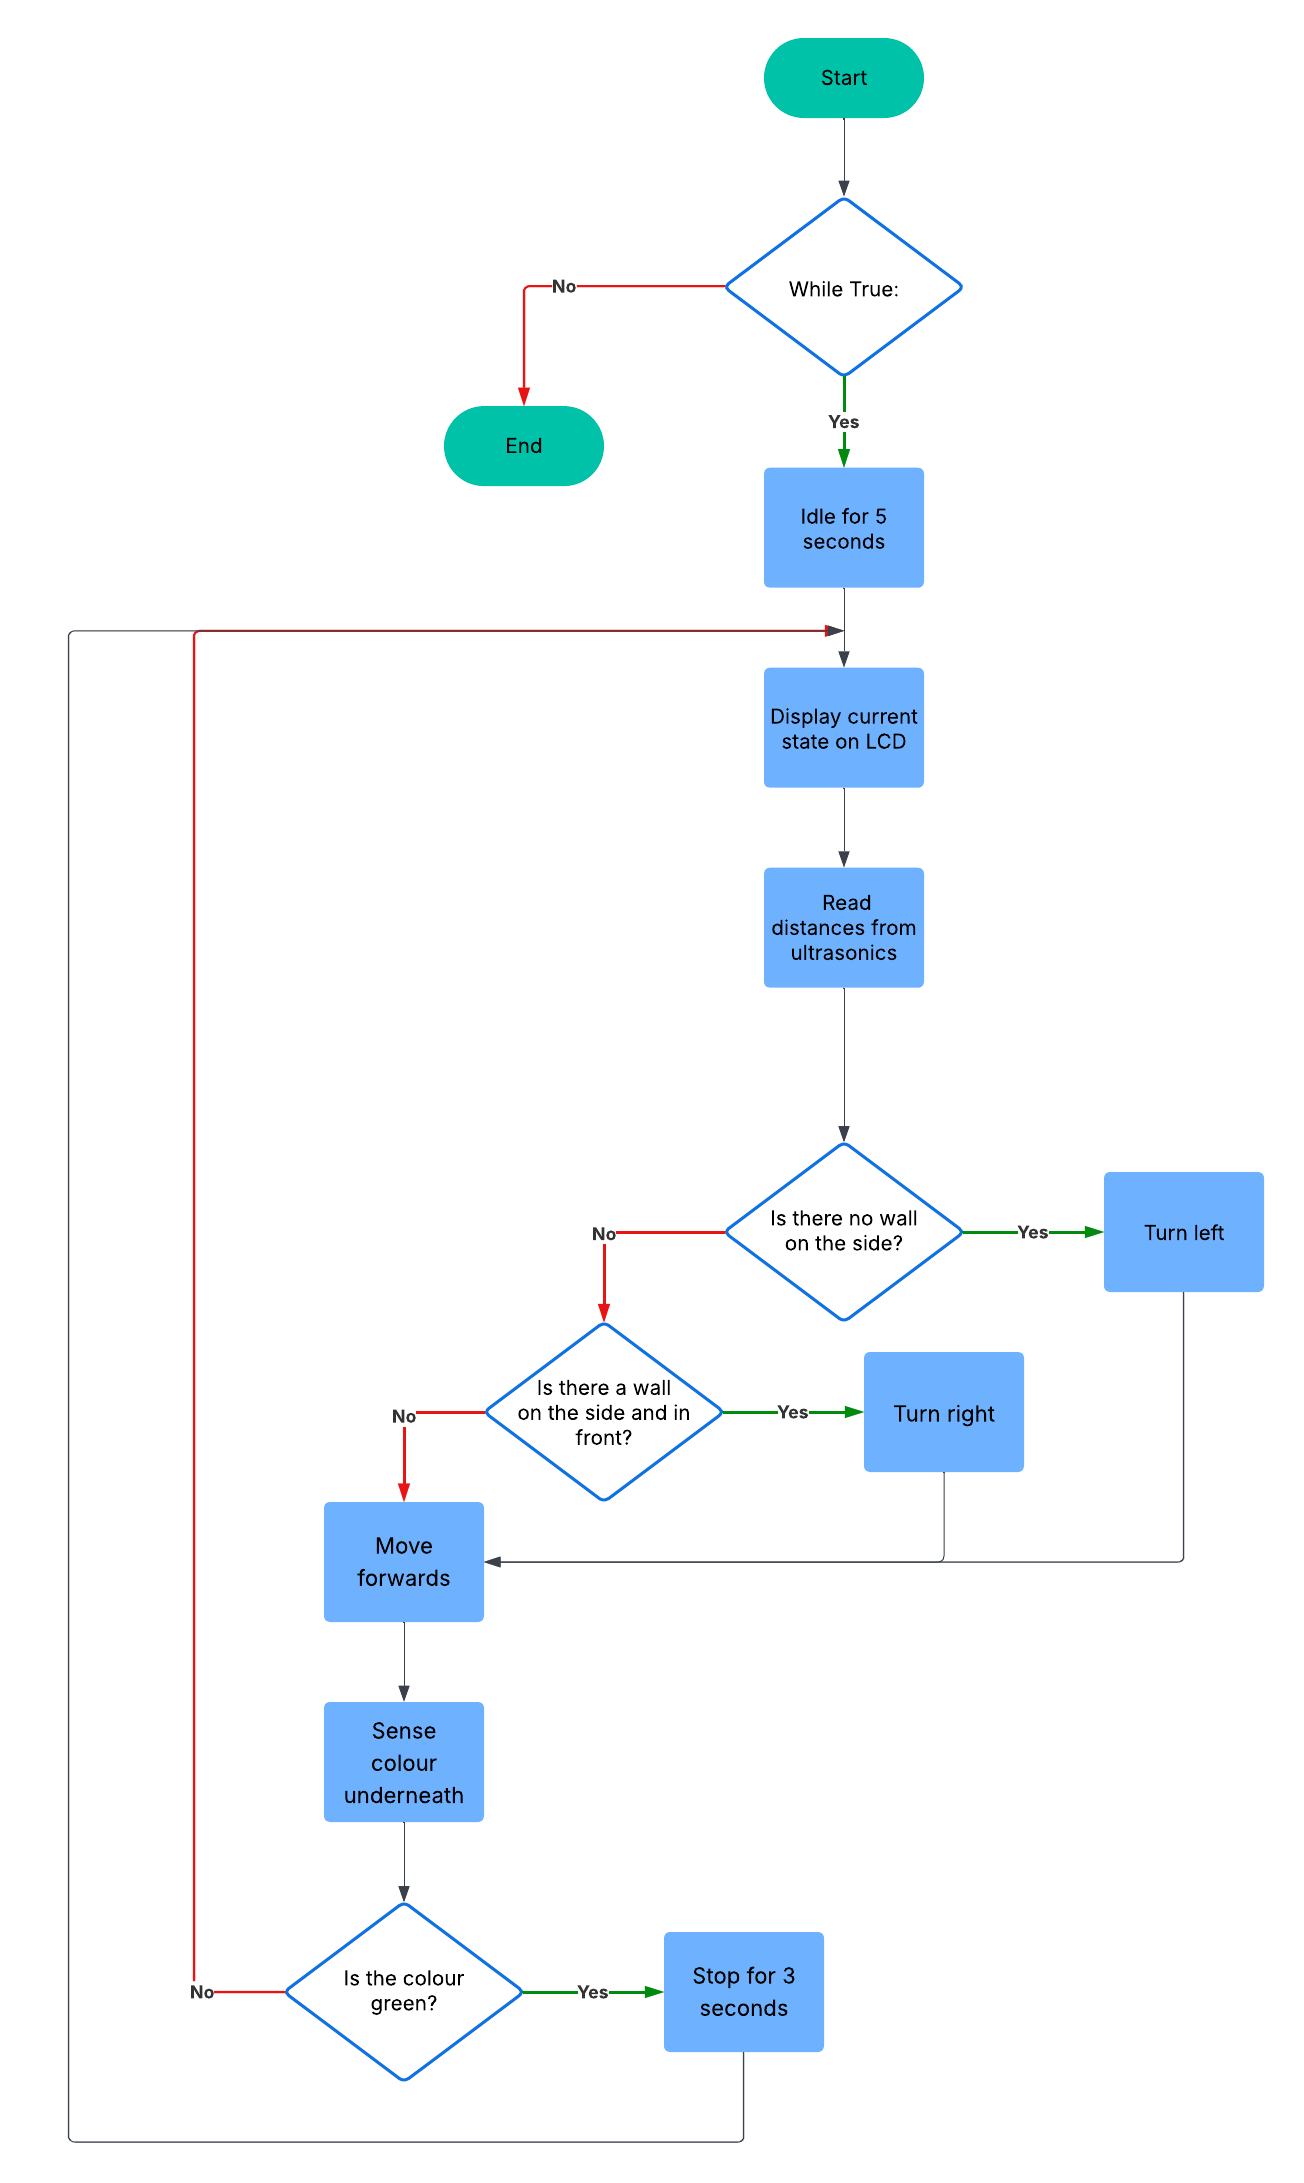 Start
While True:
No
End
Yes
Idle for 5
seconds
Display current
state on LCD
Read
distances from
ultrasonics
Is there no wall
on the side?
Yes
Turn left
No
Is there a wall
on the side and in
front?
Yes
Turn right
No
Move
forwards
Sense
colour
underneath
Is the colour
green?
No
Yes
Stop for 3
seconds